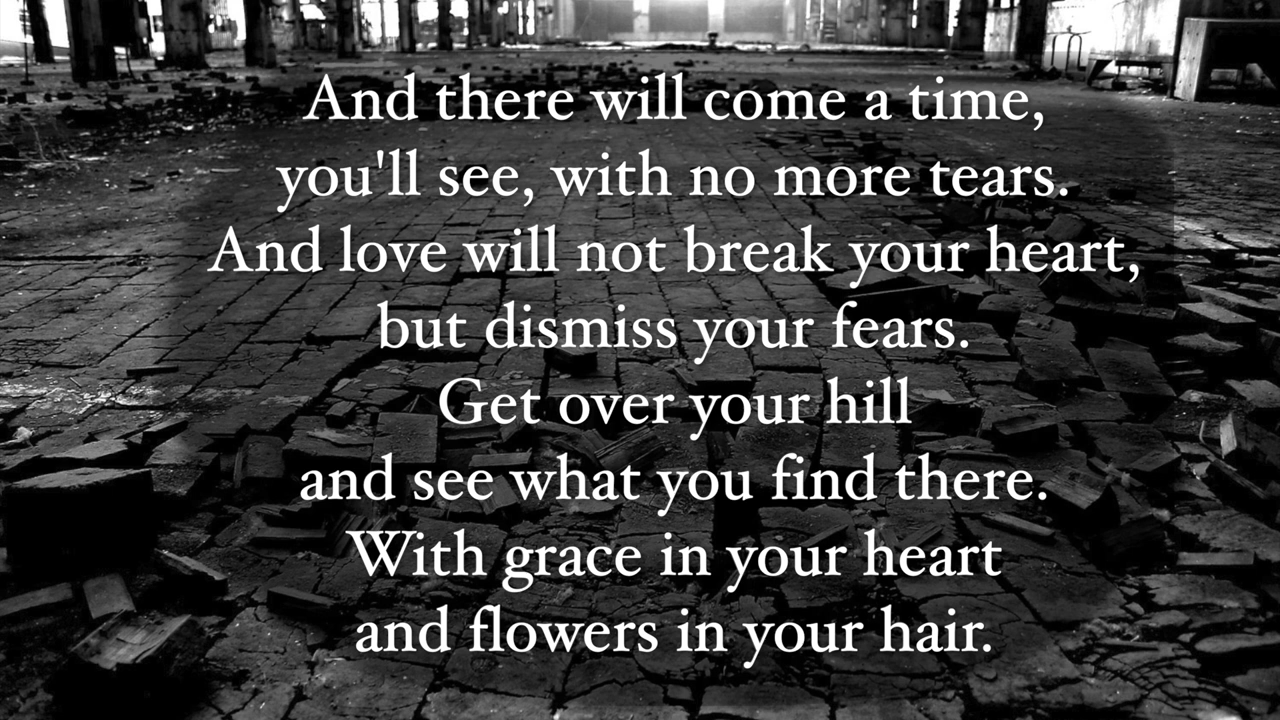 And there will come a time,
you'll see, with no more tears.
And love will not break your heart,
but dismiss your fears.
Get over your hill
and see what you find there.
With grace in your heart
and flowers in your hair.